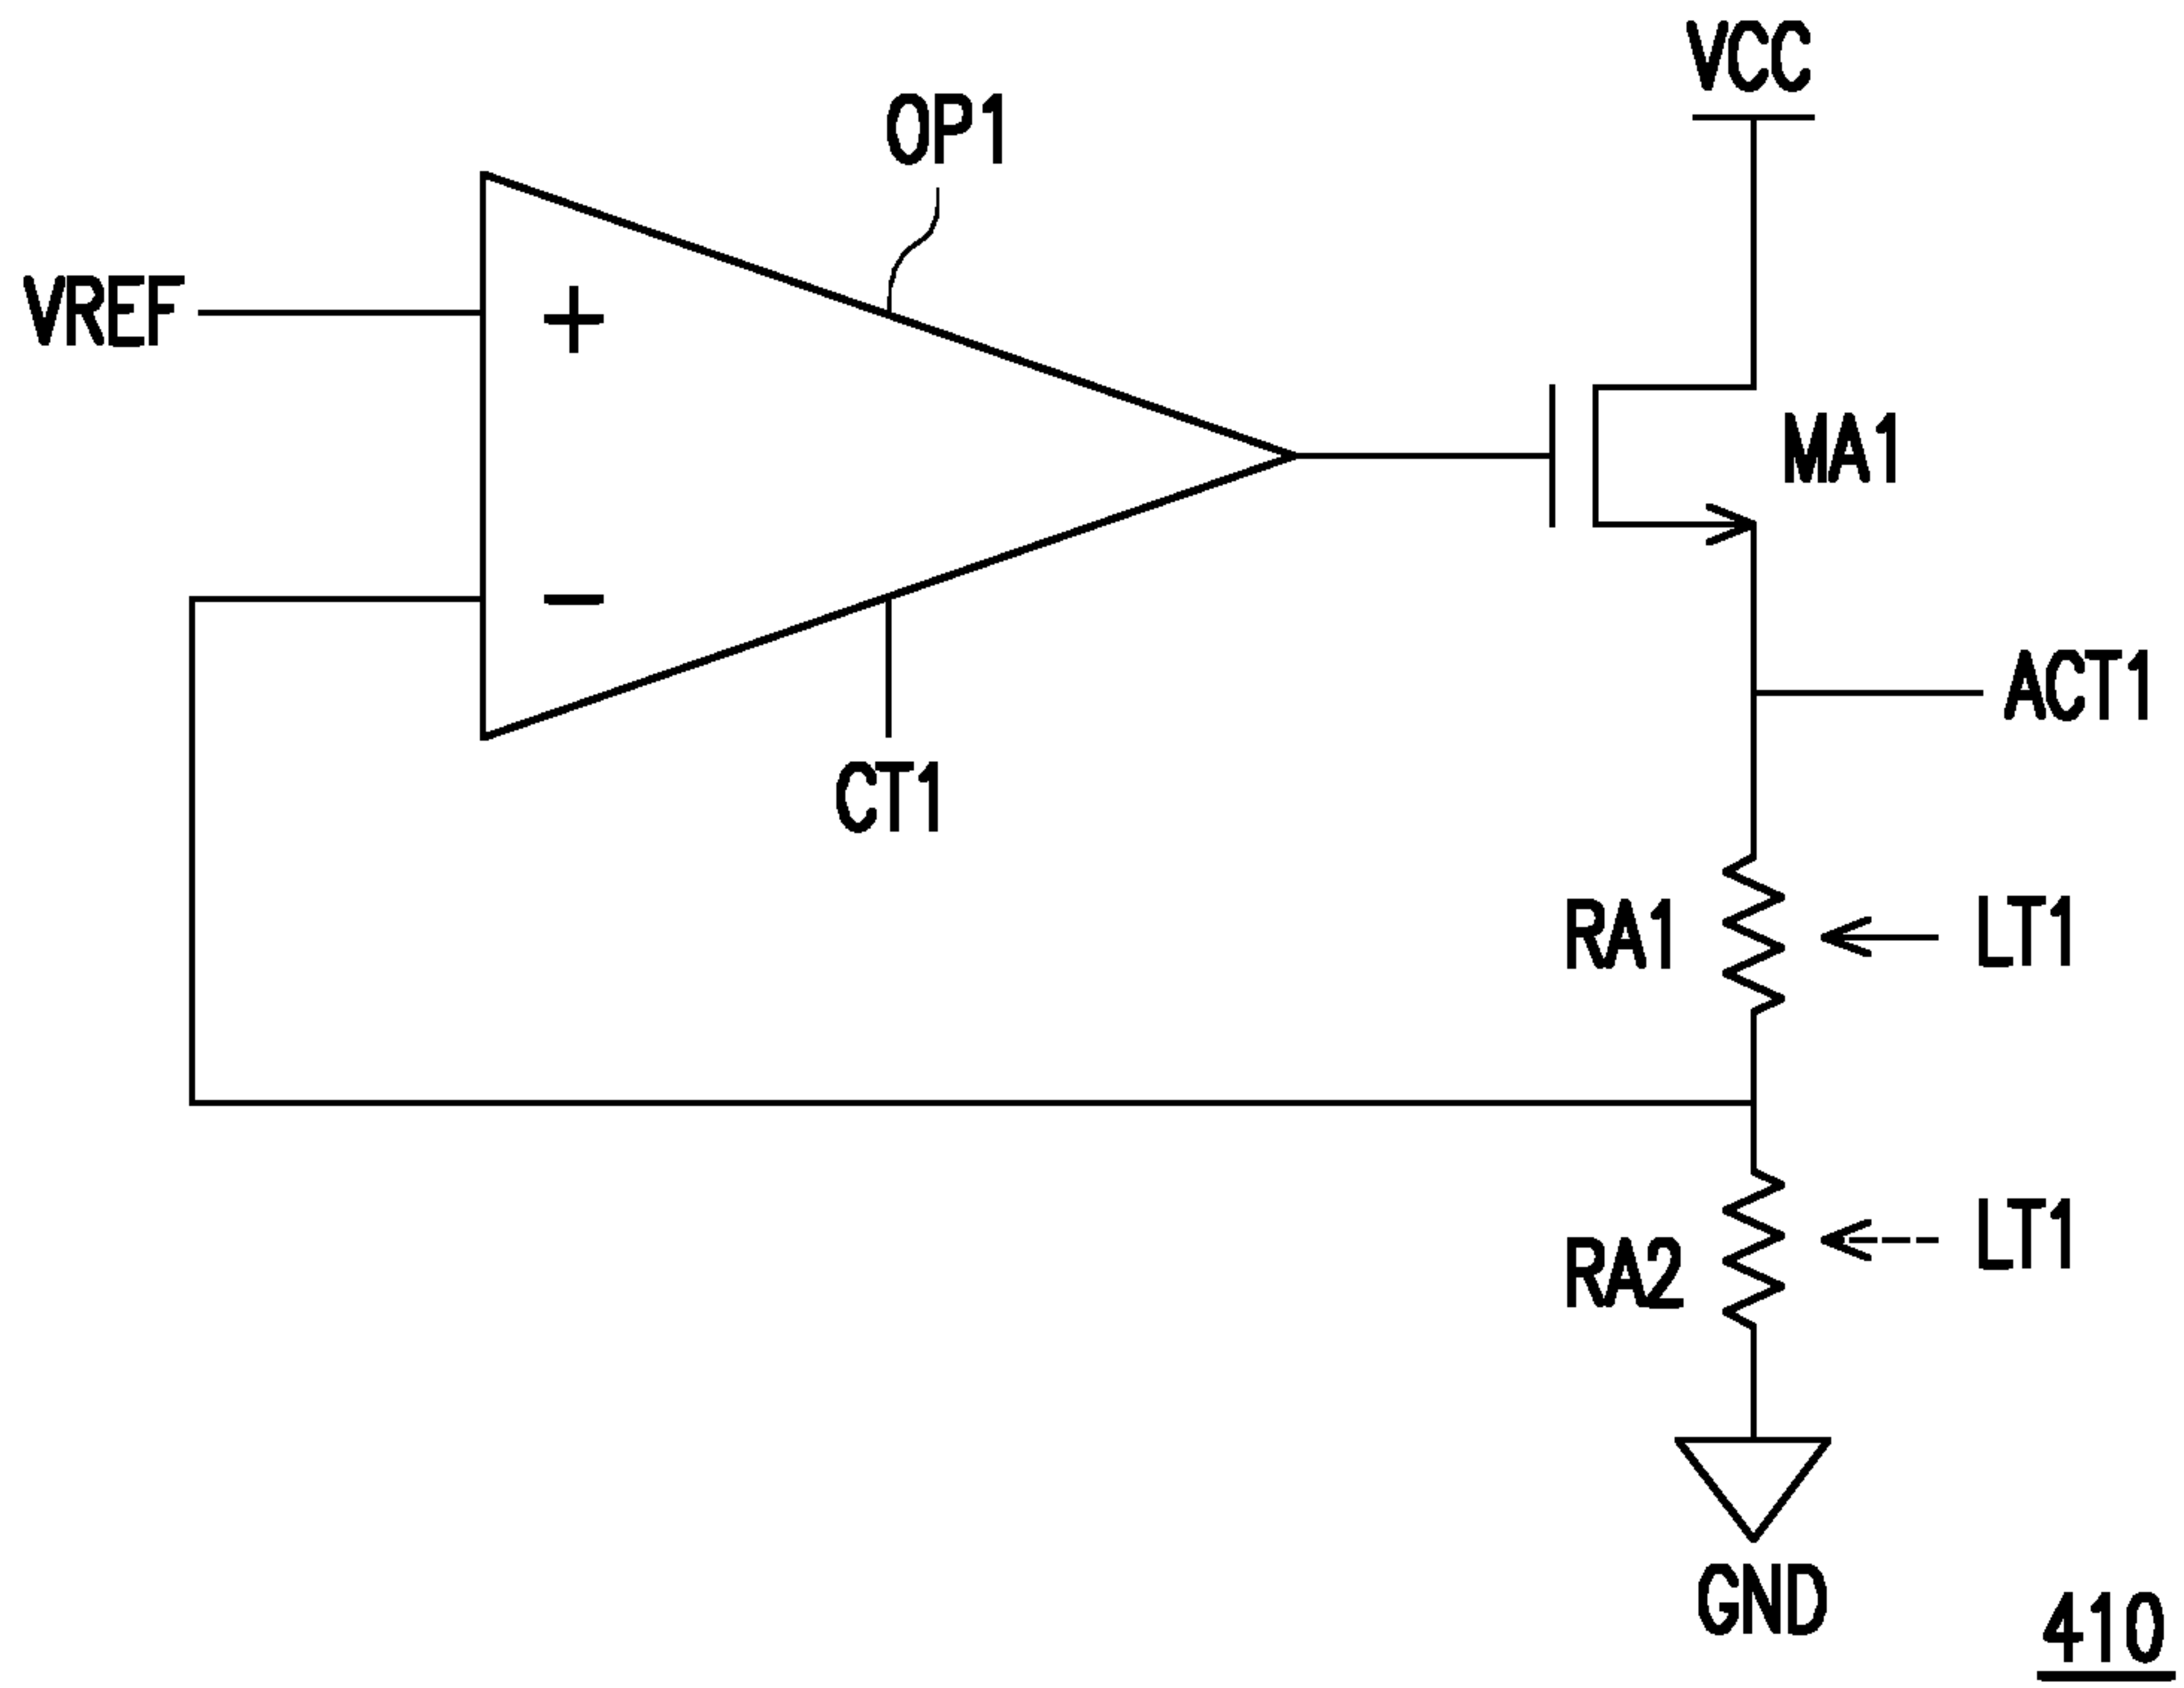 VCC
OP1
VREF
+
MA1
−
ACT1
CT1
RA1
LT1
RA2
LT1
GND
410